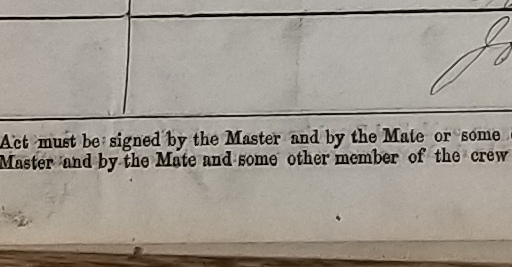 Act must be signed by the Master and by the Mate or some
Master and by the Mate and some other member of the crew